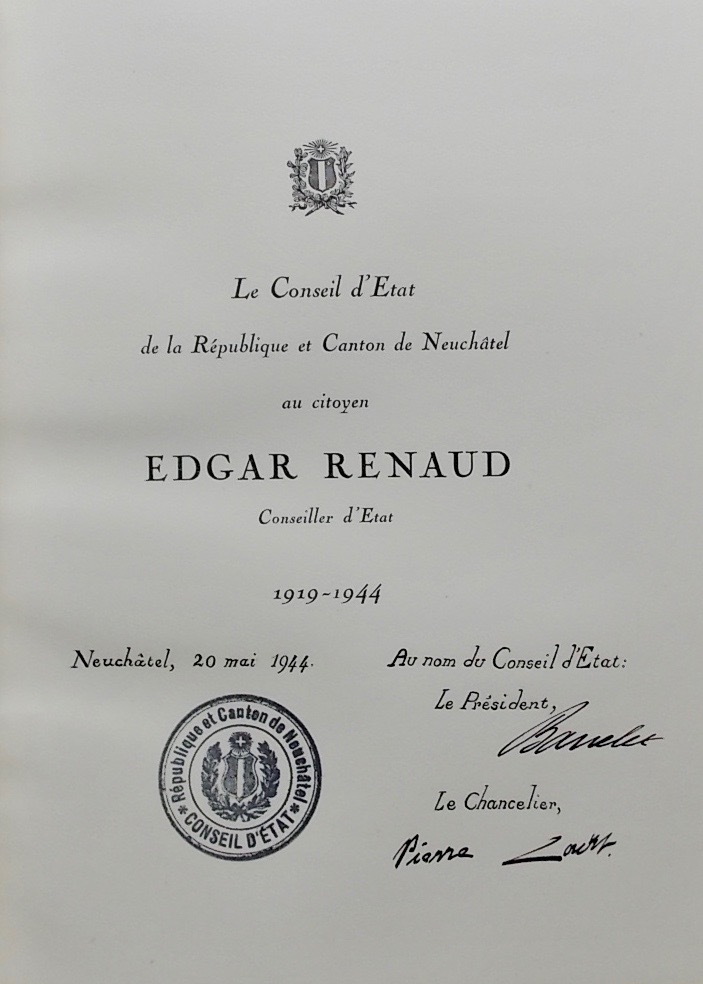 Le Conseil d'Etat
de la République et Canton de Neuchâtel
au citoyen
EDGAR RENAUD
Conseiller d'Etat
1919-1944
Neuchâtel, 20 mai 1944.
Au nom du Conseil d'Etat:
Le Président,
République et Canton de Neuchâtel
* CONSEIL D'ÉTAT *
Le Chancelier,
Pierre